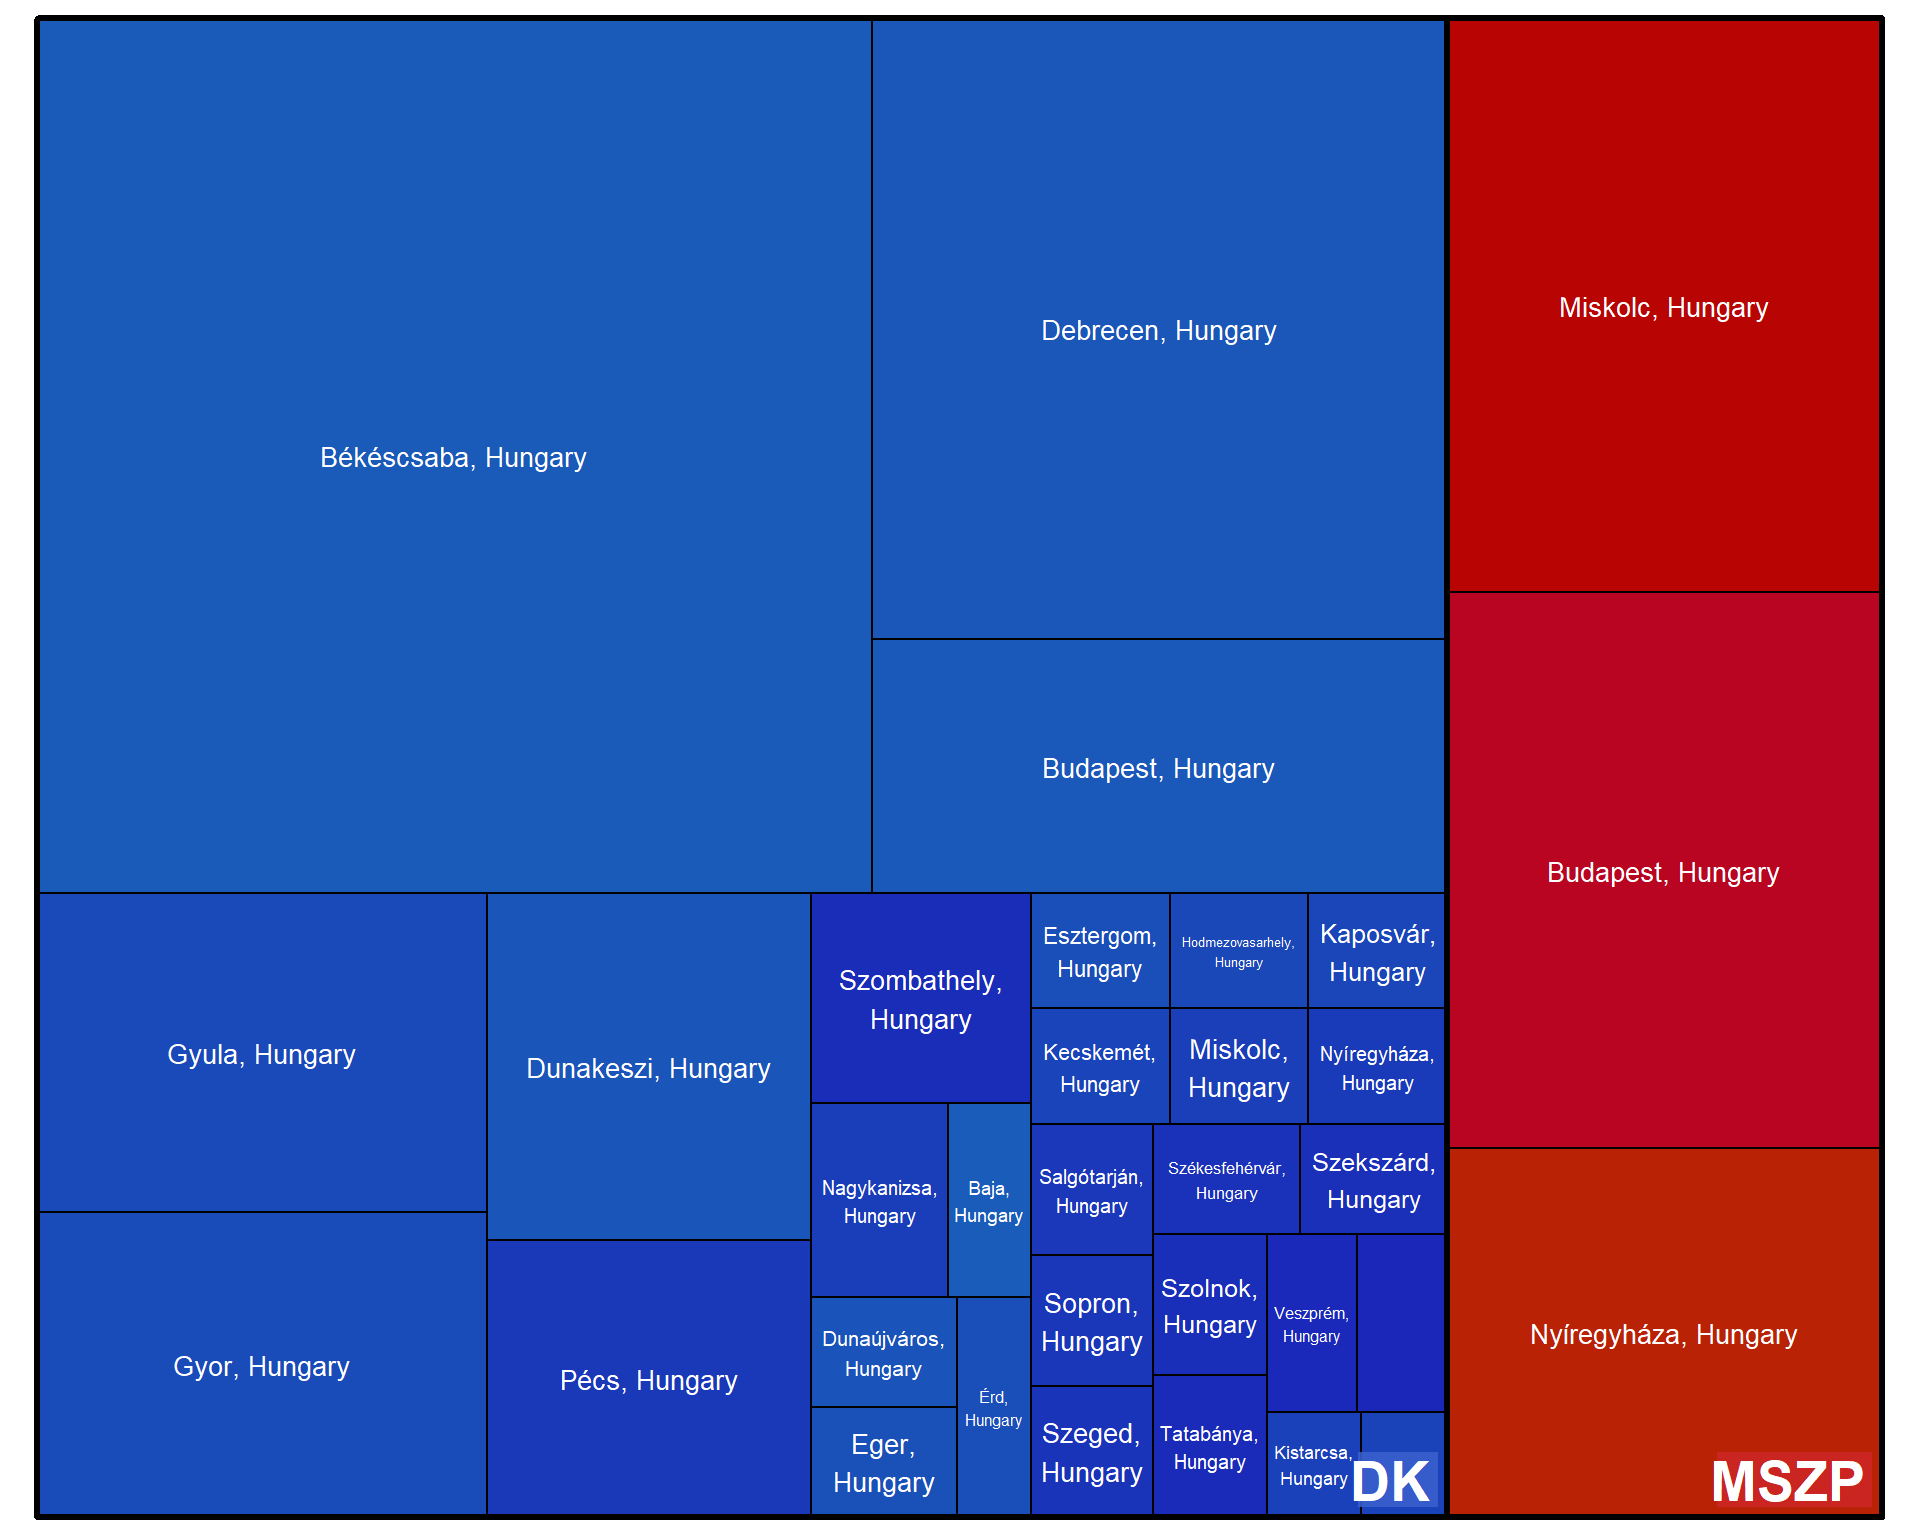 Békéscsaba, Hungary
Debrecen, Hungary
Budapest, Hungary
Gyula, Hungary
Gyor, Hungary
Dunakeszi, Hungary
Pécs, Hungary
Szombathely,
Hungary
Nagykanizsa,
Hungary
Baja,
Hungary
Dunaújváros,
Hungary
Eger,
Hungary
Érd,
Hungary
Esztergom,
Hungary
Hodmezovasarhely,
Hungary
Kaposvár,
Hungary
Kecskemét,
Hungary
Miskolc,
Hungary
Nyíregyháza,
Hungary
Salgótarján,
Hungary
Székesfehérvár,
Hungary
Szekszárd,
Hungary
Sopron,
Hungary
Szolnok,
Hungary
Veszprém,
Hungary
Szeged,
Hungary
Tatabánya,
Hungary
Kistarcsa,
Hungary
DK
Miskolc, Hungary
Budapest, Hungary
Nyíregyháza, Hungary
MSZP